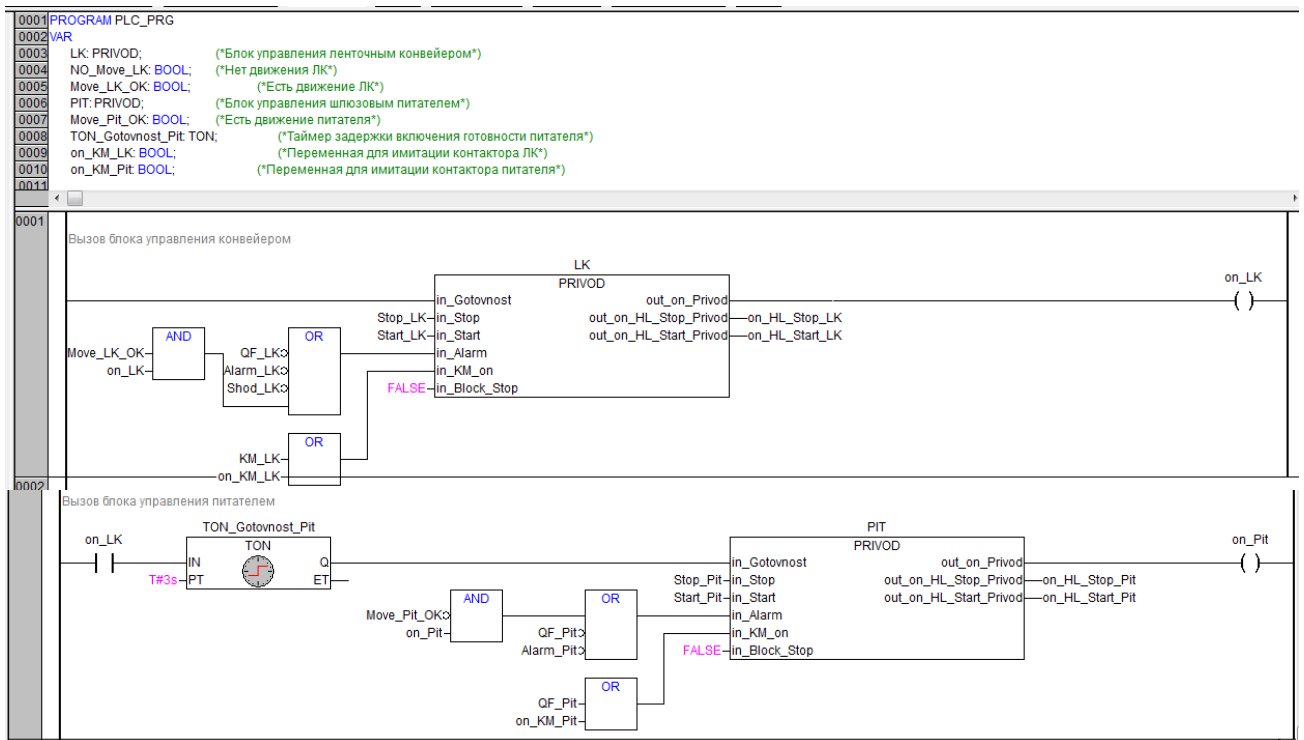 0001 PROGRAM PLC_PRG
0002 VAR
0003 LK: PRIVOD; (*Блок управления ленточным конвейером*)
0004 NO_Move_LK: BOOL; (*Нет движения ЛК*)
0005 Move_LK_OK: BOOL; (*Есть движение ЛК*)
0006 PIT: PRIVOD; (*Блок управления шлюзовым питателем*)
0007 Move_Pit_OK: BOOL; (*Есть движение питателя*)
0008 TON_Gotovnost_Pit: TON; (*Таймер задержки включения готовности питателя*)
0009 on_KM_LK: BOOL; (*Переменная для имитации контактора ЛК*)
0010 on_KM_Pit: BOOL; (*Переменная для имитации контактора питателя*)
0011
0001
Вызов блока управления конвейером
LK
PRIVOD
on_LK
in_Gotovnost out_on_Privod
Stop_LK in_Stop out_on_HL_Stop_Privod on_HL_Stop_LK
AND OR Start_LK in_Start out_on_HL_Start_Privod on_HL_Start_LK
Move_LK_OK QF_LK in_Alarm
on_LK Alarm_LK in_KM_on
Shod_LK FALSE in_Block_Stop
OR
KM_LK
on_KM_LK
0002
Вызов блока управления питателем
on_LK TON_Gotovnost_Pit PIT on_Pit
TON PRIVOD
IN Q in_Gotovnost out_on_Privod
T#3s PT ET Stop_Pit in_Stop out_on_HL_Stop_Privod on_HL_Stop_Pit
AND OR Start_Pit in_Start out_on_HL_Start_Privod on_HL_Start_Pit
Move_Pit_OK in_Alarm
on_Pit QF_Pit in_KM_on
Alarm_Pit FALSE in_Block_Stop
OR
QF_Pit
on_KM_Pit